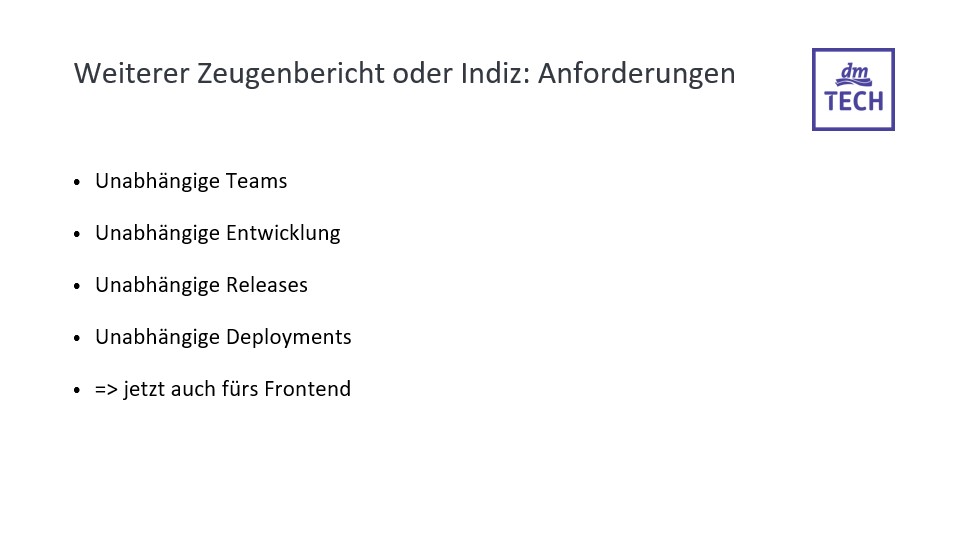 Weiterer Zeugenbericht oder Indiz: Anforderungen
dm
TECH
• Unabhängige Teams
• Unabhängige Entwicklung
• Unabhängige Releases
• Unabhängige Deployments
• => jetzt auch fürs Frontend